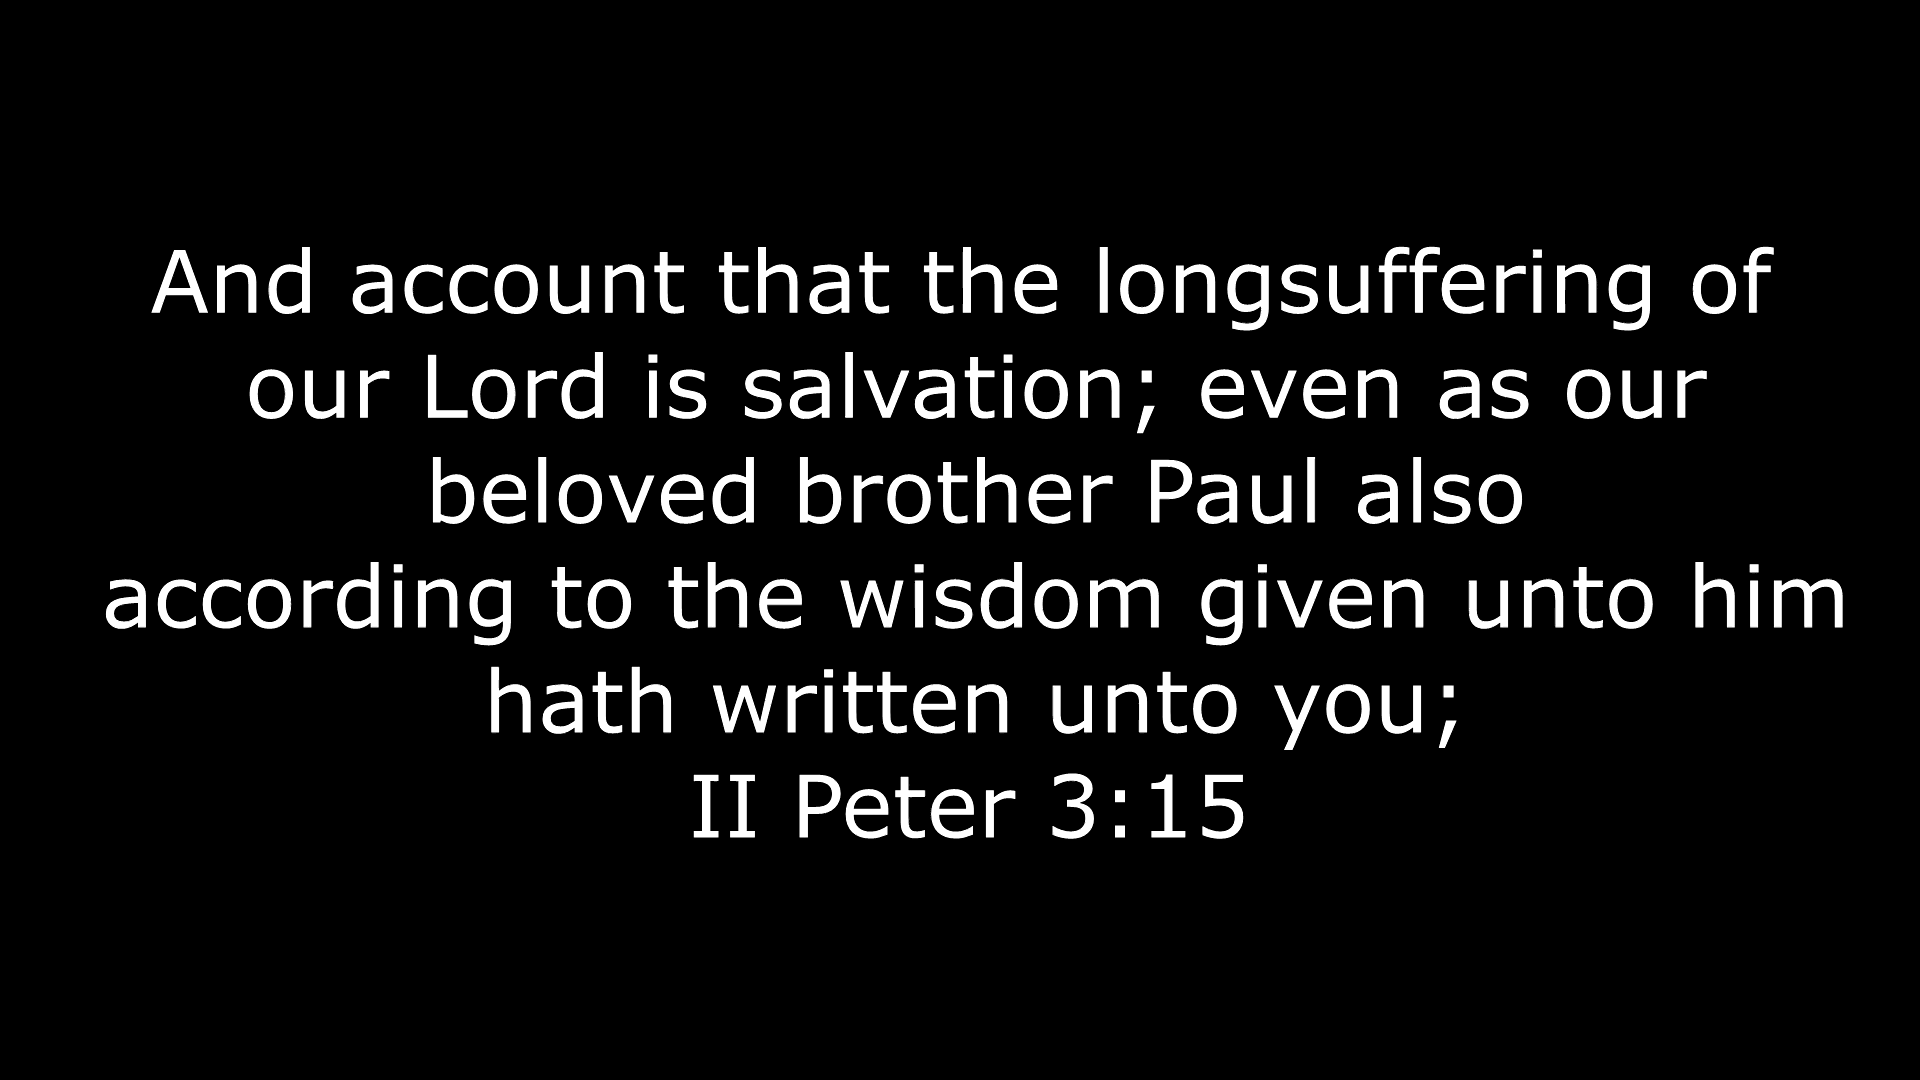 And account that the longsuffering of
our Lord is salvation; even as our
beloved brother Paul also
according to the wisdom given unto him
hath written unto you;
II Peter 3:15